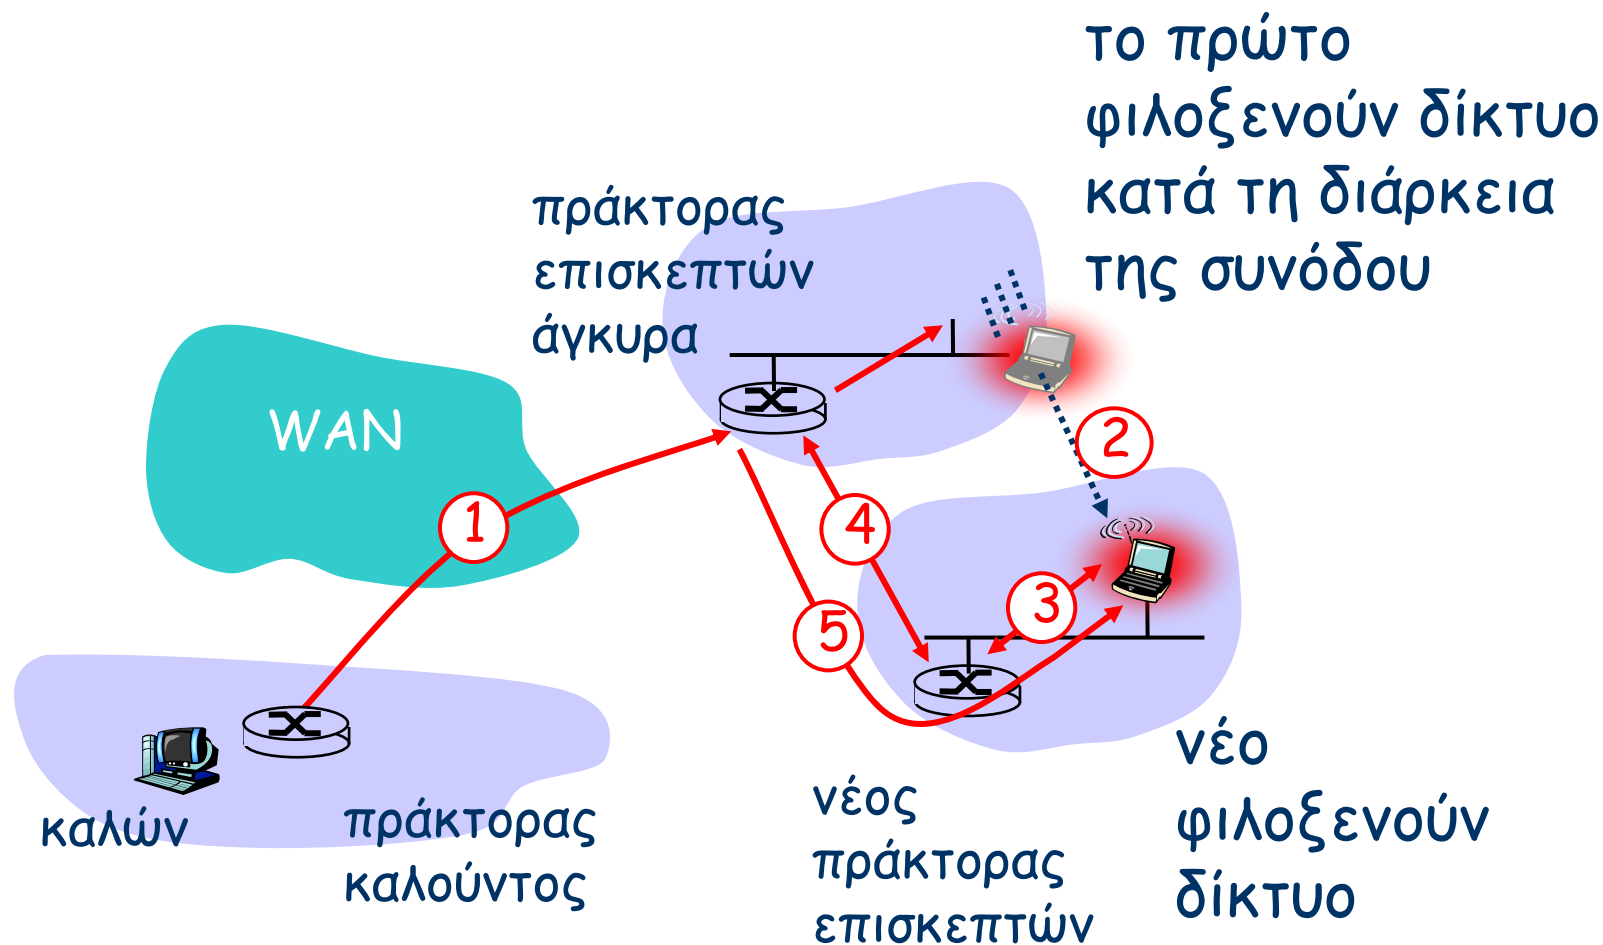 το πρώτο
φιλοξενούν δίκτυο
κατά τη διάρκεια
της συνόδου
πράκτορας
επισκεπτών
άγκυρα
WAN
2
1
4
3
5
καλών
πράκτορας
καλούντος
νέος
πράκτορας
επισκεπτών
νέο
φιλοξενούν
δίκτυο